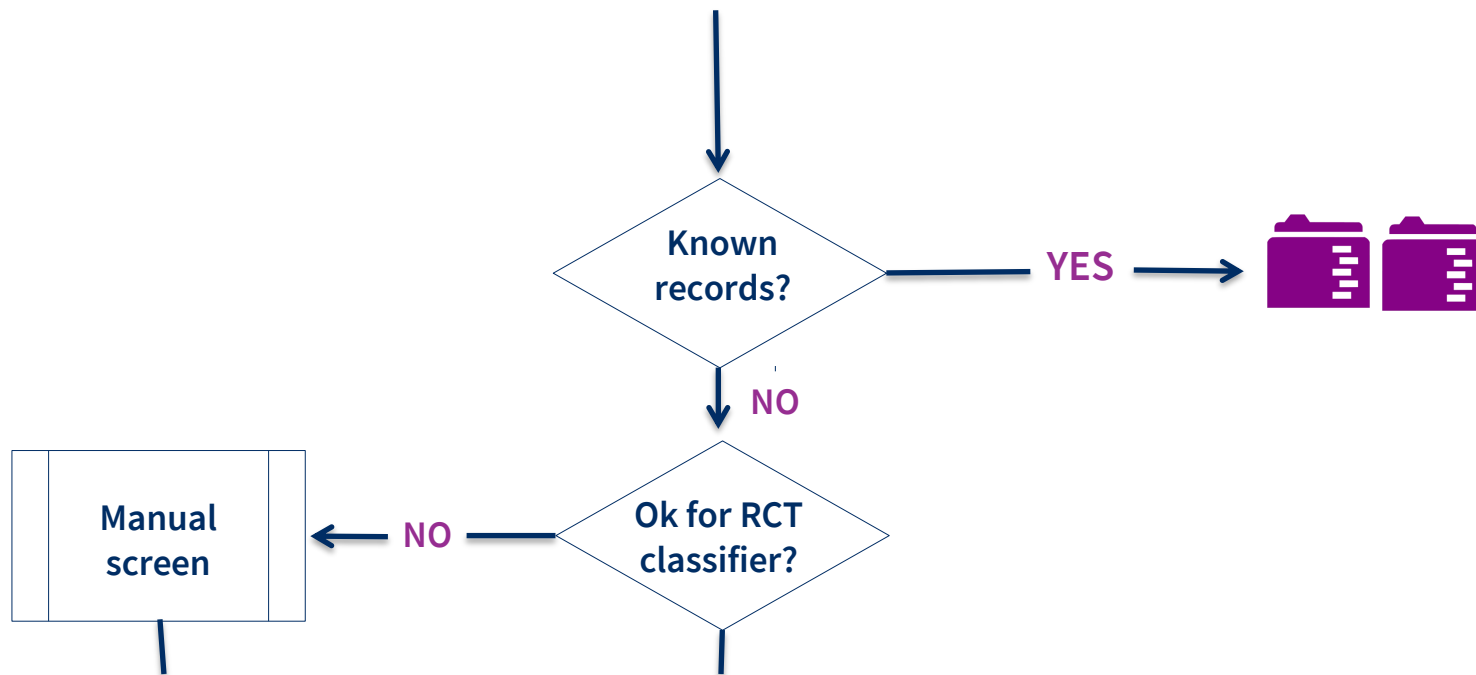 Known
records?
YES
NO
Ok for RCT
classifier?
NO
Manual
screen